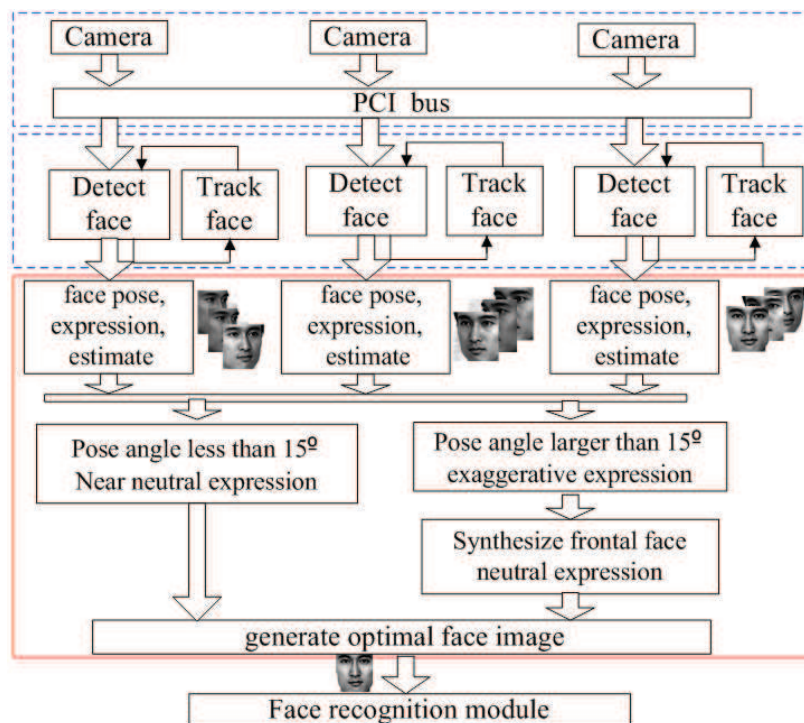 Camera
Camera
Camera
PCI bus
Detect
face
Track
face
Detect
face
Track
face
Detect
face
Track
face
face pose,
expression,
estimate
face pose,
expression,
estimate
face pose,
expression,
estimate
Pose angle less than 15º
Near neutral expression
Pose angle larger than 15º
exaggerative expression
Synthesize frontal face
neutral expression
generate optimal face image
Face recognition module